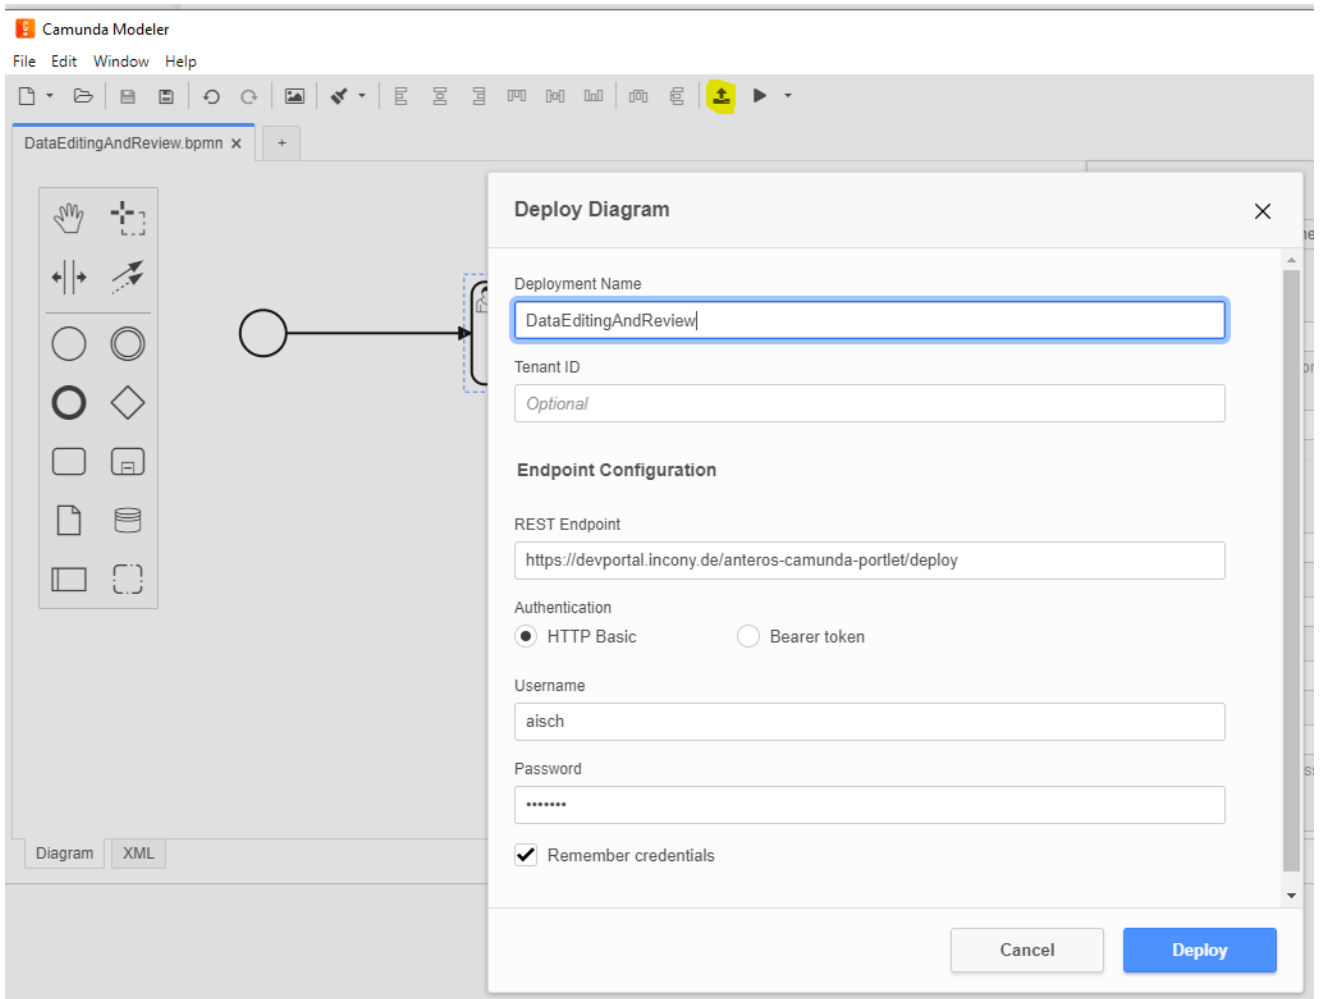 Camunda Modeler
File Edit Window Help
DataEditingAndReview.bpmn
Deploy Diagram
Deployment Name
DataEditingAndReview
Tenant ID
Optional
Endpoint Configuration
REST Endpoint
https://devportal.incony.de/anteros-camunda-portlet/deploy
Authentication
HTTP Basic Bearer token
Username
aisch
Password
•••••••
Remember credentials
Diagram XML
Cancel Deploy